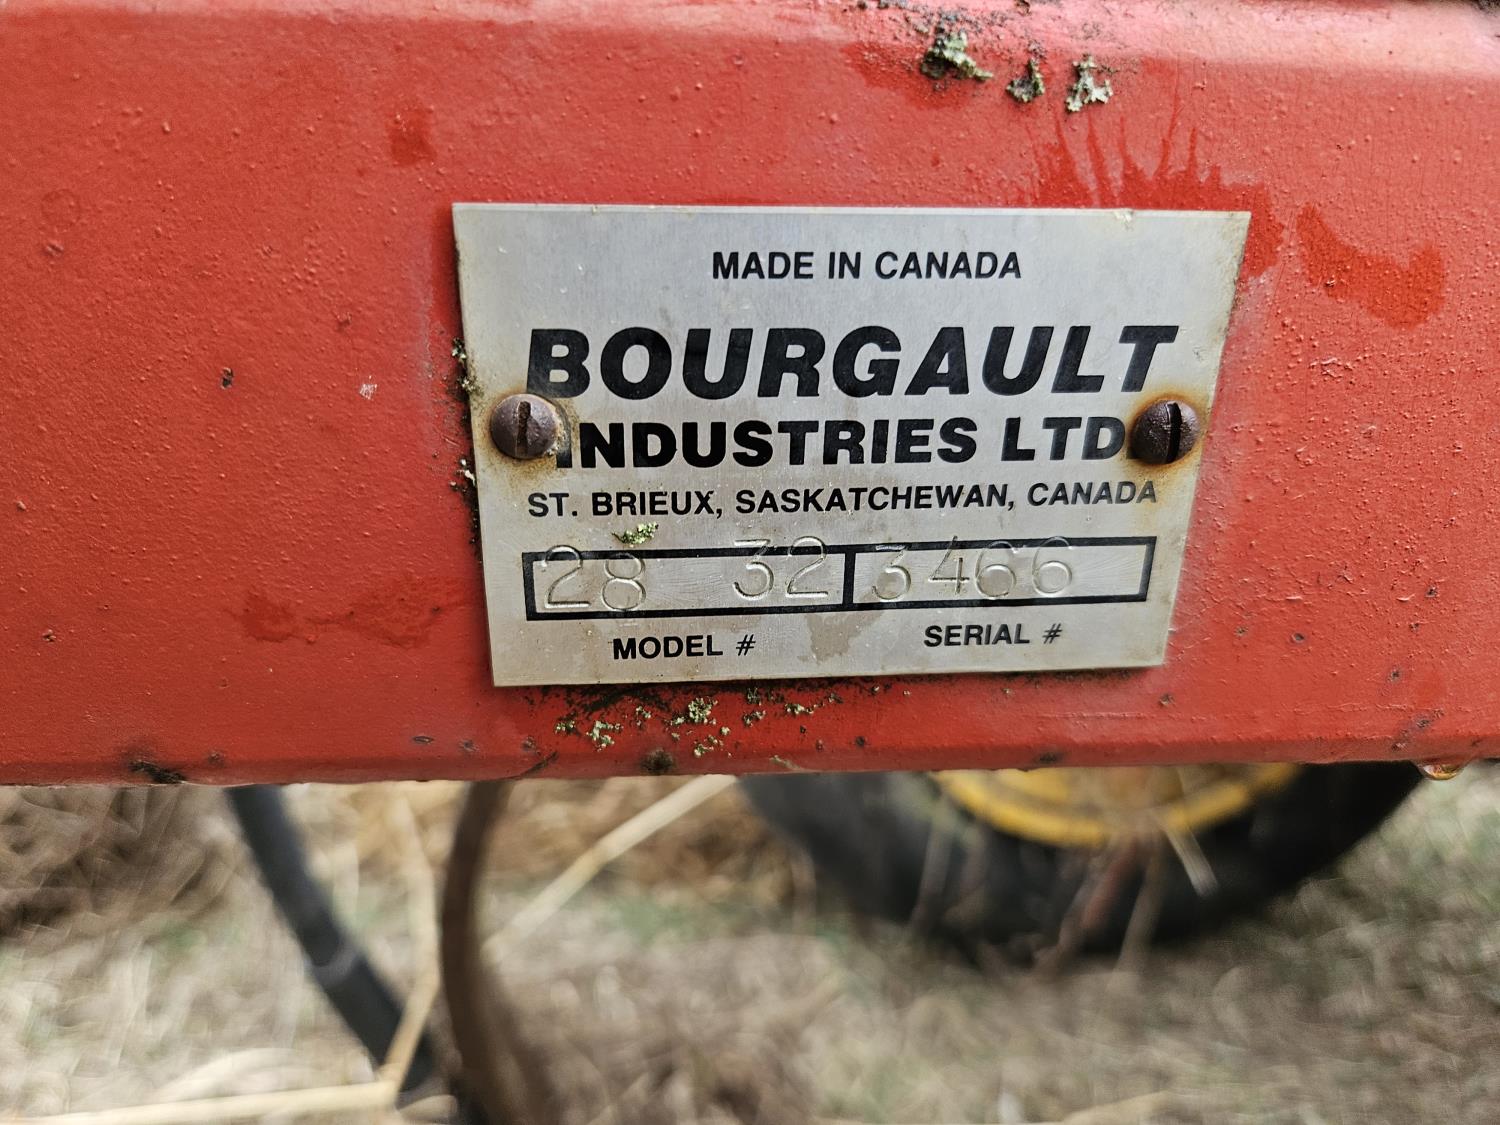 MADE IN CANADA
BOURGAULT
INDUSTRIES LTD.
ST. BRIEUX, SASKATCHEWAN, CANADA
28 32 3466
MODEL # SERIAL #